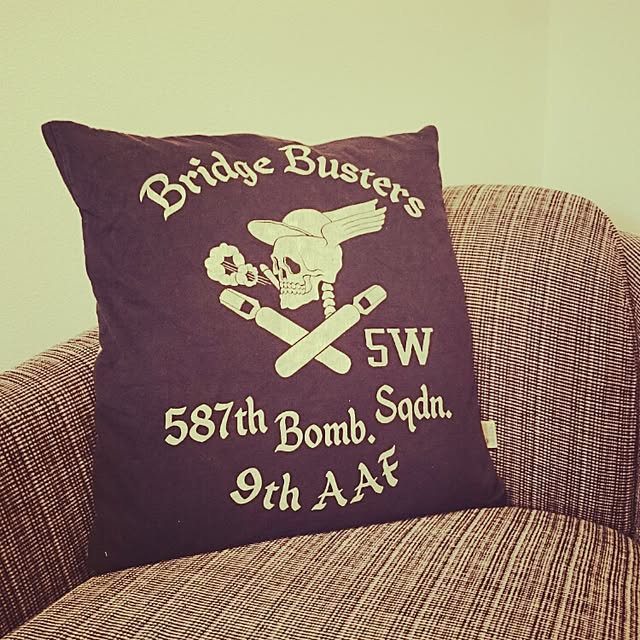 Bridge Busters
5W
587th Bomb. Sqdn.
9th AAF